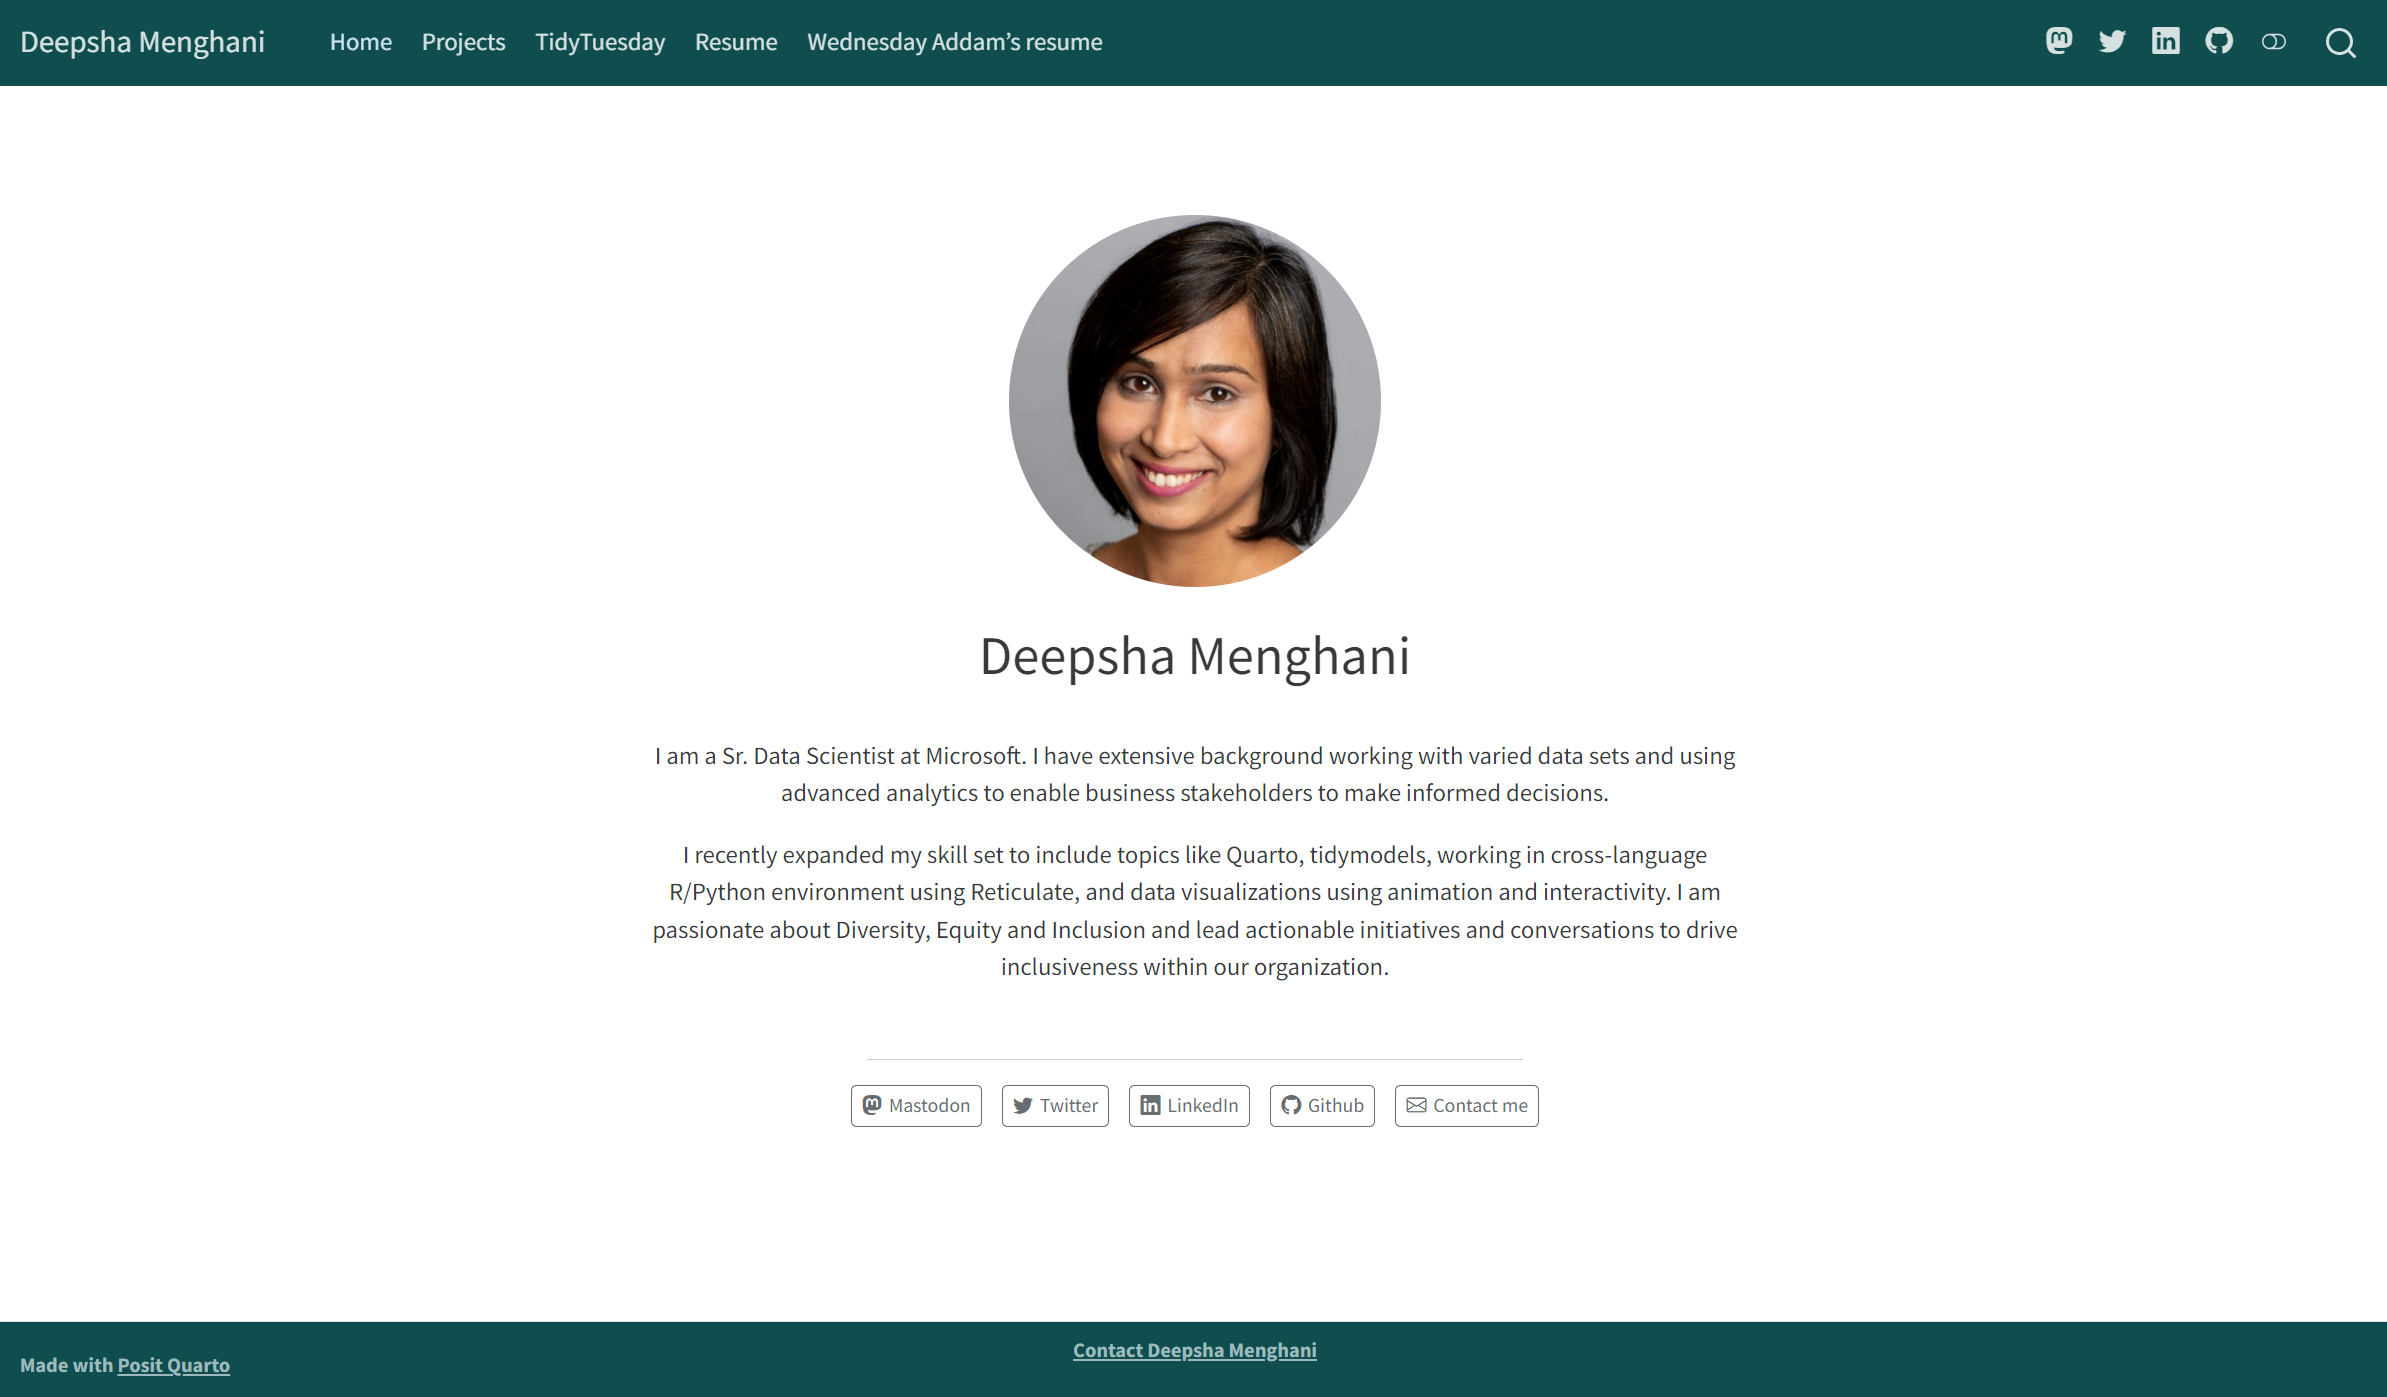 Deepsha Menghani Home Projects TidyTuesday Resume Wednesday Addam’s resume
Deepsha Menghani
I am a Sr. Data Scientist at Microsoft. I have extensive background working with varied data sets and using
advanced analytics to enable business stakeholders to make informed decisions.
I recently expanded my skill set to include topics like Quarto, tidymodels, working in cross-language
R/Python environment using Reticulate, and data visualizations using animation and interactivity. I am
passionate about Diversity, Equity and Inclusion and lead actionable initiatives and conversations to drive
inclusiveness within our organization.
Mastodon Twitter LinkedIn Github Contact me
Contact Deepsha Menghani
Made with Posit Quarto